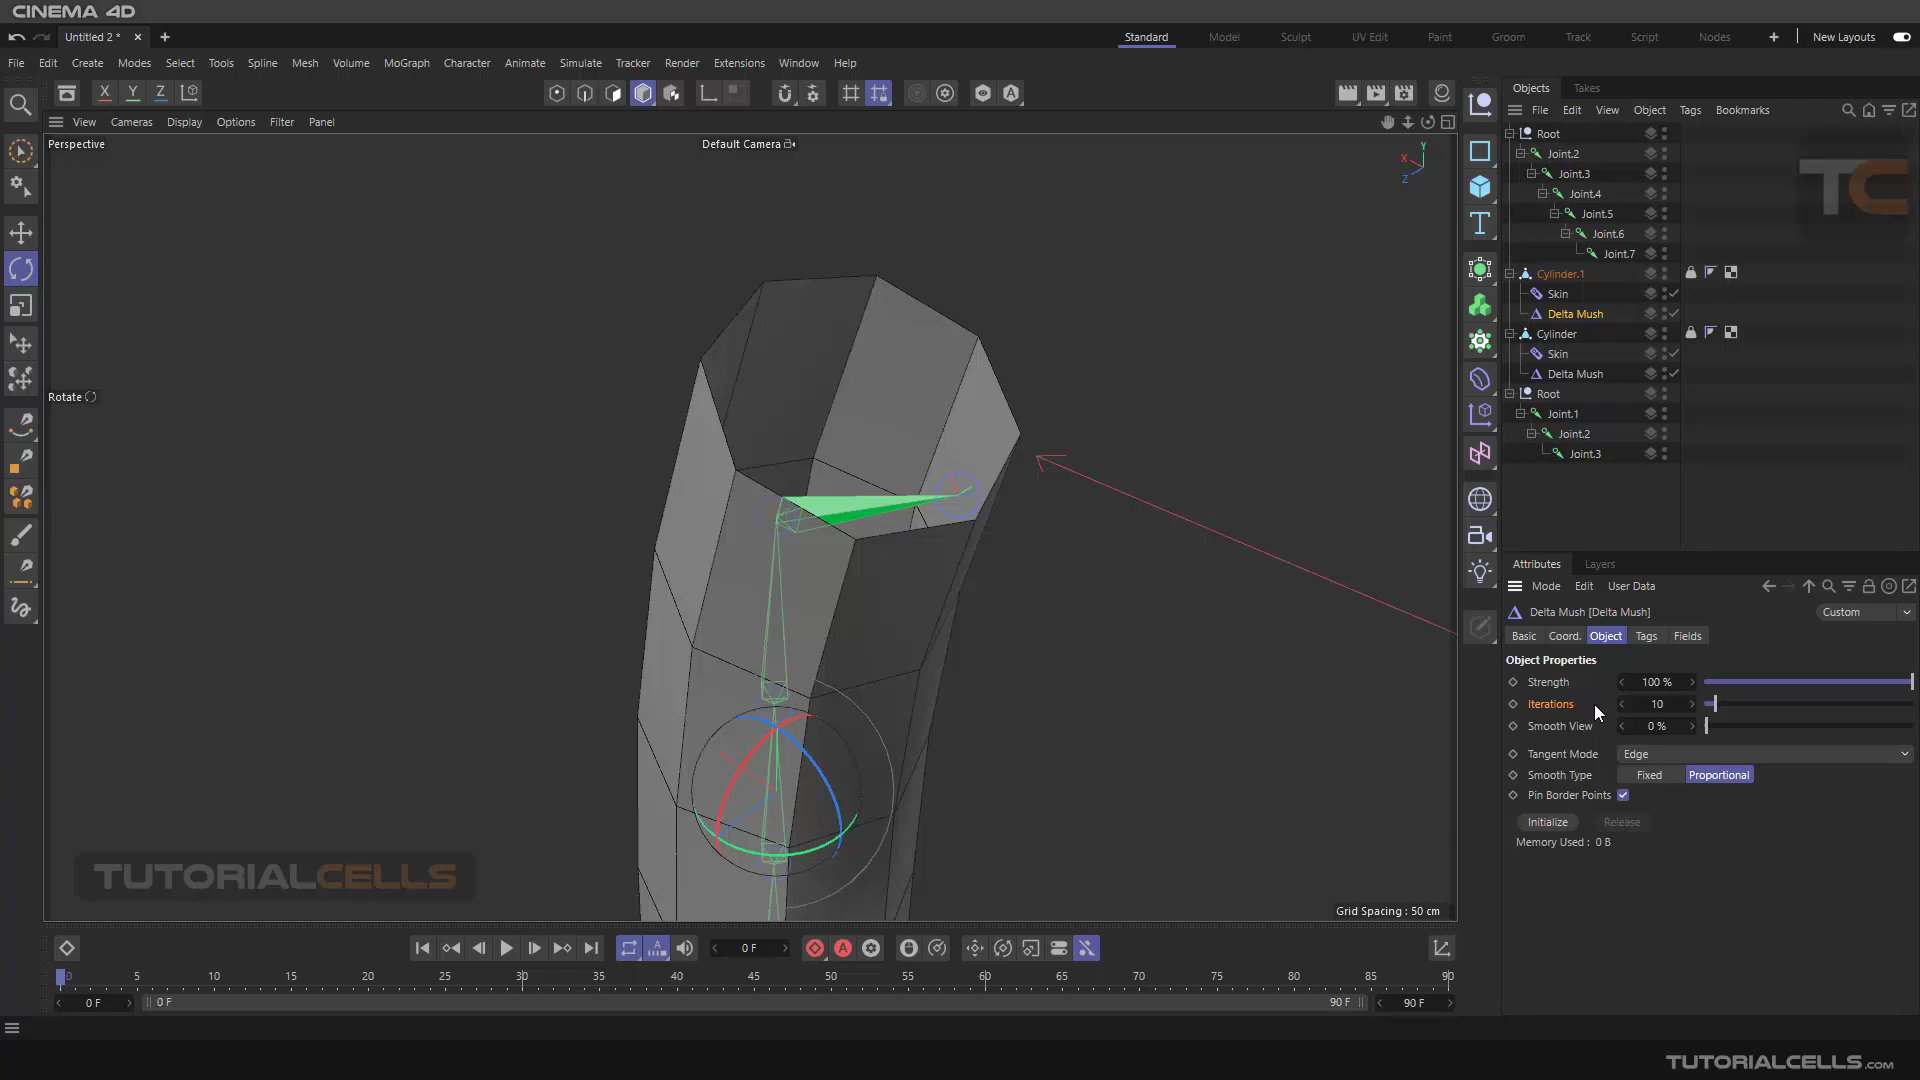 CINEMA 4D
Untitled 2 *
Standard Model Sculpt UV Edit Paint Groom Track Script Nodes New Layouts
File Edit Create Modes Select Tools Spline Mesh Volume MoGraph Character Animate Simulate Tracker Render Extensions Window Help
X Y Z
View Cameras Display Options Filter Panel
Perspective
Default Camera
Y
X
Z
Rotate
Grid Spacing : 50 cm
TUTORIALCELLS
Objects Takes
File Edit View Object Tags Bookmarks
Root
Joint.2
Joint.3
Joint.4
Joint.5
Joint.6
Joint.7
Cylinder.1
Skin
Delta Mush
Cylinder
Skin
Delta Mush
Root
Joint.1
Joint.2
Joint.3
TC
Attributes Layers
Mode Edit User Data
Delta Mush [Delta Mush]
Custom
Basic Coord. Object Tags Fields
Object Properties
Strength 100 %
Iterations 10
Smooth View 0 %
Tangent Mode Edge
Smooth Type Fixed Proportional
Pin Border Points
Initialize Release
Memory Used : 0 B
0 F
0 5 10 15 20 25 30 35 40 45 50 55 60 65 70 75 80 85 90
0 F 0 F 90 F 90 F
TUTORIALCELLS.COM